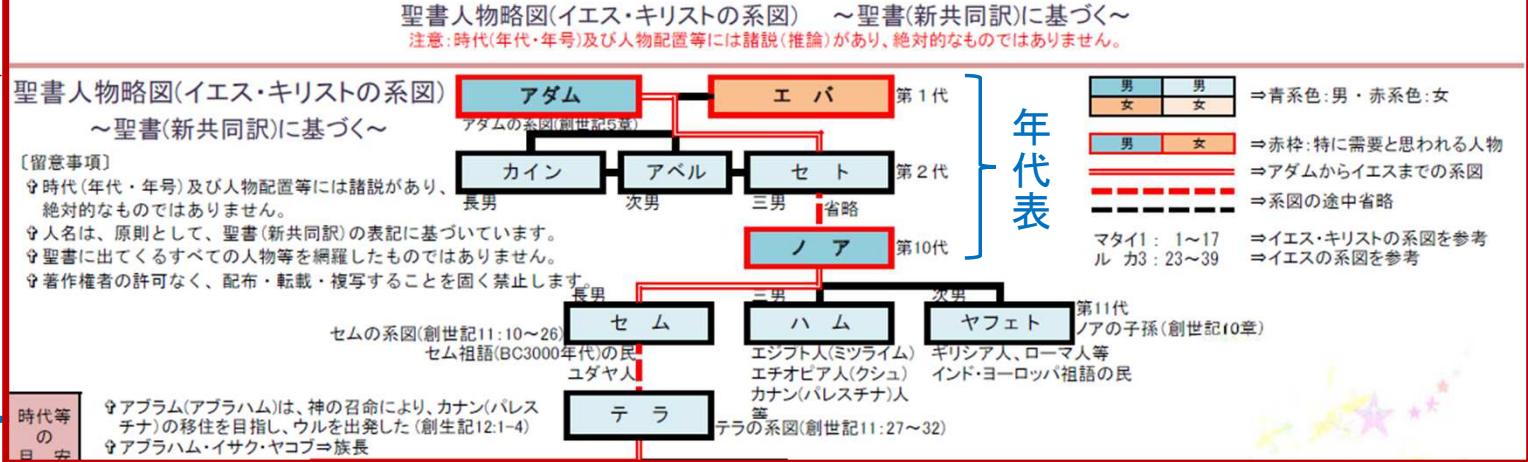 聖書人物略図(イエス・キリストの系図)　～聖書(新共同訳)に基づく～
注意:時代(年代・年号)及び人物配置等には諸説(推論)があり、絶対的なものではありません。
聖書人物略図(イエス・キリストの系図)
～聖書(新共同訳)に基づく～
〔留意事項〕
✞時代(年代・年号)及び人物配置等には諸説があり、
絶対的なものではありません。
✞人名は、原則として、聖書(新共同訳)の表記に基づいています。
✞聖書に出てくるすべての人物等を網羅したものではありません。
✞著作権者の許可なく、配布・転載・複写することを固く禁止します。
アダム
エ　バ
第１代
アダムの系図(創世記5章)
カイン
アベル
セ　ト
第２代
長男
次男
三男
省略
ノ　ア
第10代
年代表
男　男
女　女
⇒青系色:男・赤系色:女
男　女
⇒赤枠:特に需要と思われる人物
⇒アダムからイエスまでの系図
⇒系図の途中省略
マタイ1：　1～17　⇒イエス・キリストの系図を参考
ル　カ3：23～39　⇒イエスの系図を参考
長男
三男
次男
セ　ム
ハ　ム
ヤフェト
第11代
ノアの子孫(創世記10章)
セムの系図(創世記11:10～26)
セム祖語(BC3000年代)の民
ユダヤ人
エジプト人(ミツライム)
エチオピア人(クシュ)
カナン(パレスチナ)人
等
ギリシア人、ローマ人等
インド・ヨーロッパ祖語の民
テ　ラ
テラの系図(創世記11:27～32)
時代等
の
目　安
✞アブラム(アブラハム)は、神の召命により、カナン(パレス
チナ)の移住を目指し、ウルを出発した(創生記12:1-4)
✞アブラハム・イサク・ヤコブ⇒族長